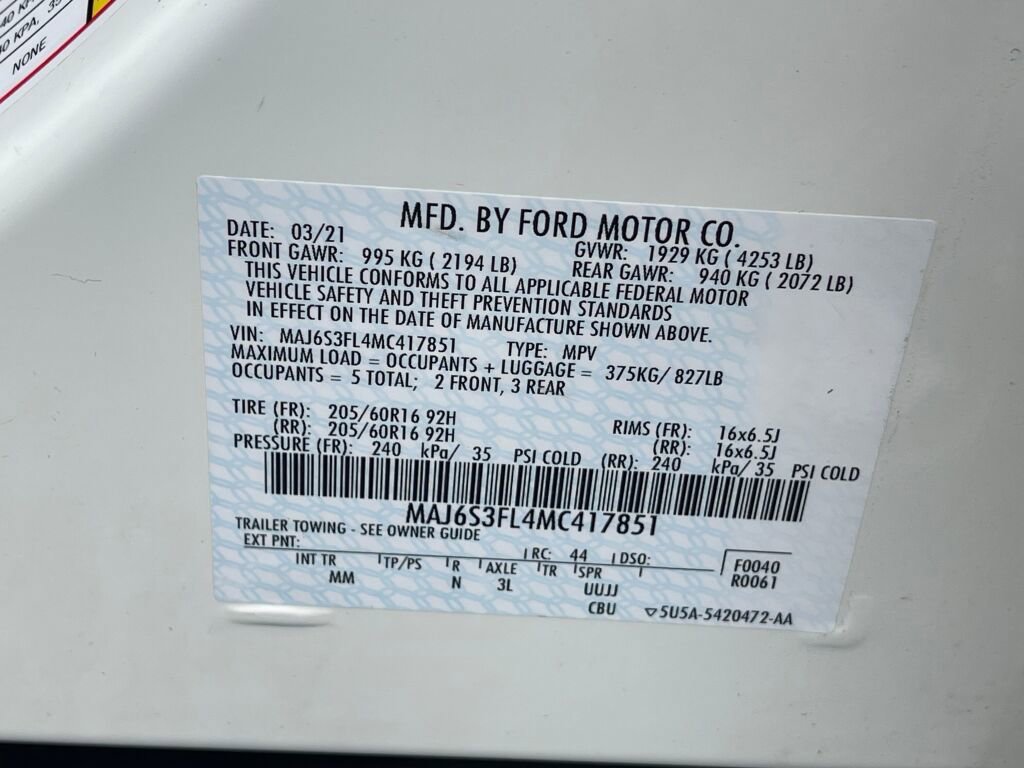 40 KPA, 35
NONE
MFD. BY FORD MOTOR CO.
DATE: 03/21 GVWR: 1929 KG ( 4253 LB)
FRONT GAWR: 995 KG ( 2194 LB) REAR GAWR: 940 KG ( 2072 LB)
THIS VEHICLE CONFORMS TO ALL APPLICABLE FEDERAL MOTOR
VEHICLE SAFETY AND THEFT PREVENTION STANDARDS
IN EFFECT ON THE DATE OF MANUFACTURE SHOWN ABOVE.
VIN: MAJ6S3FL4MC417851 TYPE: MPV
MAXIMUM LOAD = OCCUPANTS + LUGGAGE = 375KG/ 827LB
OCCUPANTS = 5 TOTAL; 2 FRONT, 3 REAR
TIRE (FR): 205/60R16 92H RIMS (FR): 16x6.5J
(RR): 205/60R16 92H (RR): 16x6.5J
PRESSURE (FR): 240 kPa/ 35 PSI COLD (RR): 240 kPa/ 35 PSI COLD
MAJ6S3FL4MC417851
TRAILER TOWING - SEE OWNER GUIDE
EXT PNT: RC: 44 DSO: F0040
INT TR TP/PS R AXLE TR SPR R0061
MM N 3L UUJJ
CBU ▽5U5A-5420472-AA